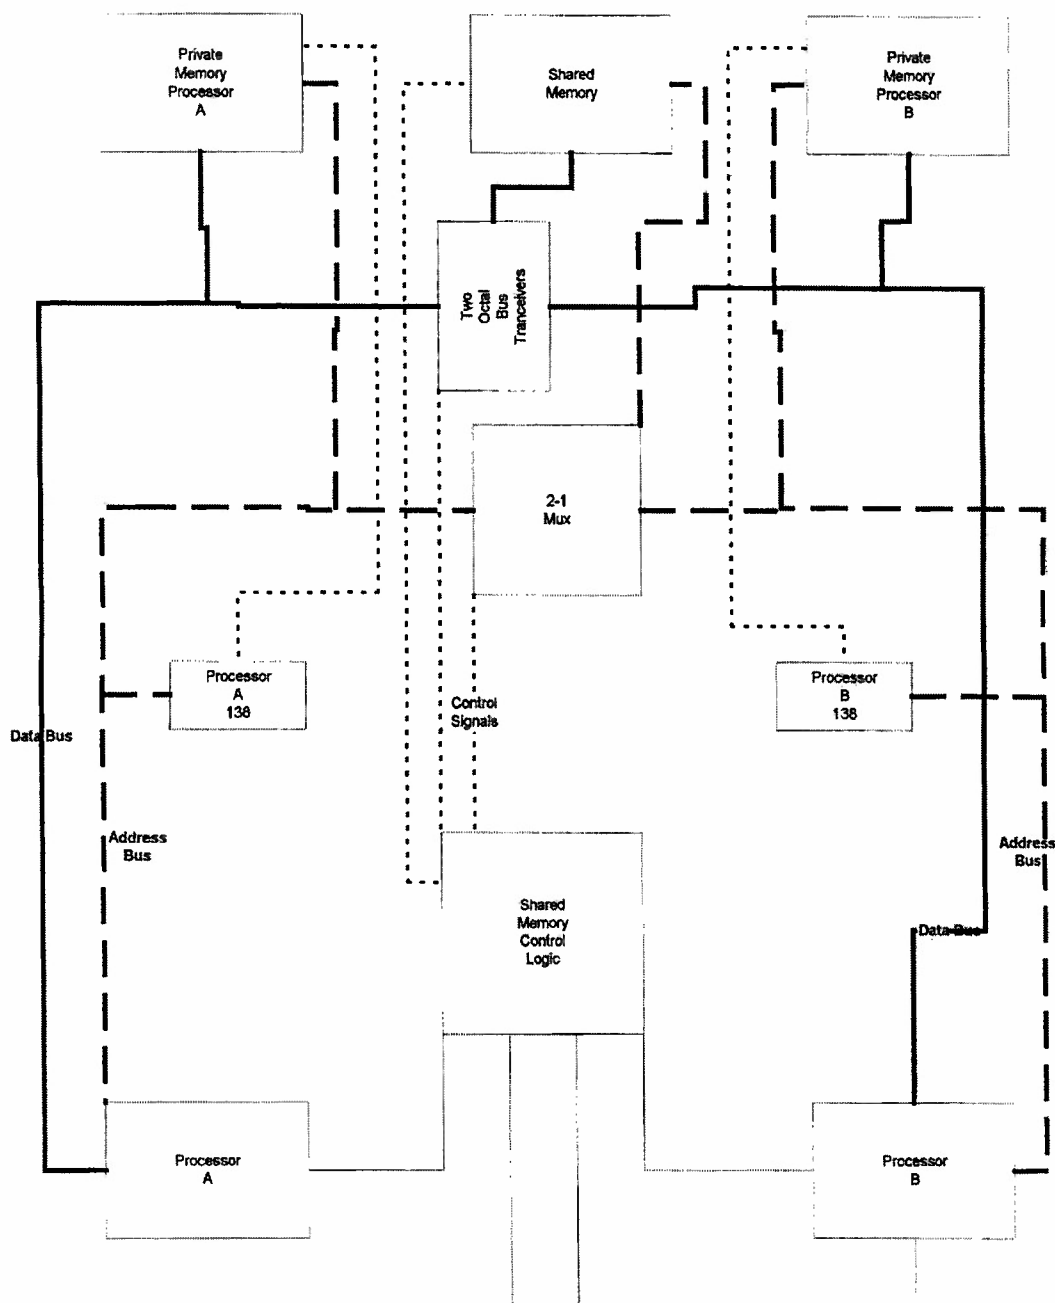 Private
Memory
Processor
A
Shared
Memory
Private
Memory
Processor
B
Two
Octal
Bus
Tranceivers
2-1
Mux
Processor
A
138
Processor
B
138
Control
Signals
Data Bus
Address
Bus
Address
Bus
Shared
Memory
Control
Logic
Data Bus
Processor
A
Processor
B